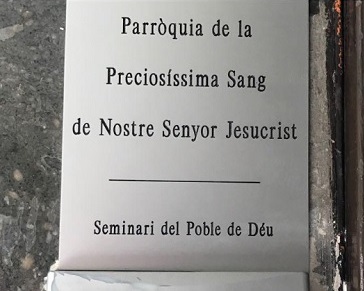 Parròquia de la
Preciosíssima Sang
de Nostre Senyor Jesucrist
Seminari del Poble de Déu